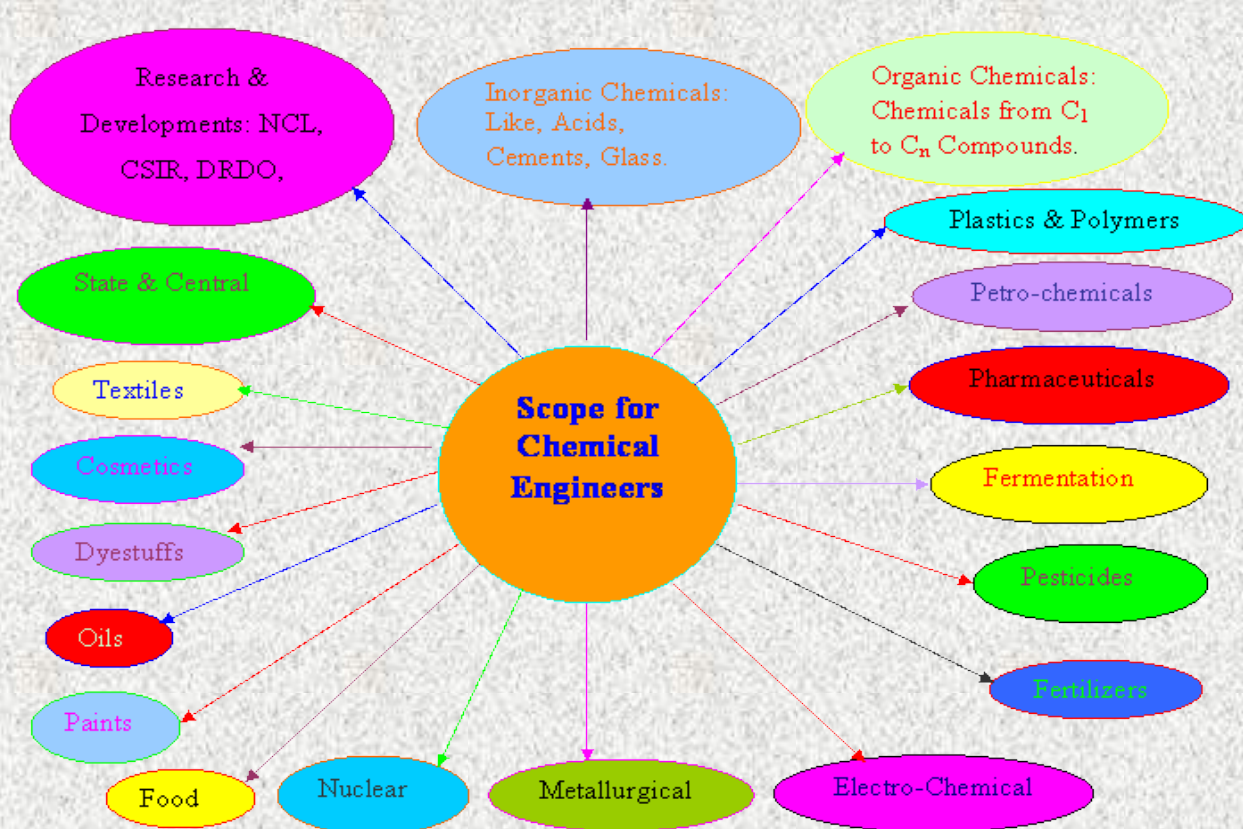 Research &
Developments: NCL,
CSIR, DRDO,
Inorganic Chemicals:
Like, Acids,
Cements, Glass.
Organic Chemicals:
Chemicals from C₁
to Cₙ Compounds.
Plastics & Polymers
State & Central
Petro-chemicals
Textiles
Pharmaceuticals
Scope for
Chemical
Engineers
Cosmetics
Fermentation
Dyestuffs
Pesticides
Oils
Fertilizers
Paints
Food
Nuclear
Metallurgical
Electro-Chemical